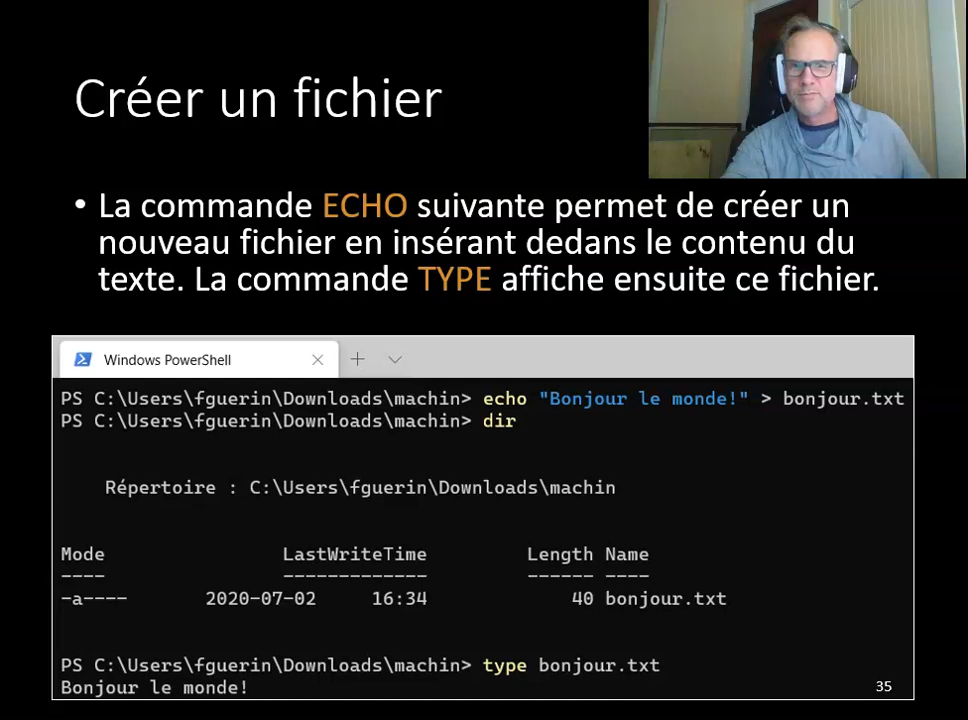 Créer un fichier
• La commande ECHO suivante permet de créer un
nouveau fichier en insérant dedans le contenu du
texte. La commande TYPE affiche ensuite ce fichier.
Windows PowerShell
PS C:\Users\fguerin\Downloads\machin> echo "Bonjour le monde!" > bonjour.txt
PS C:\Users\fguerin\Downloads\machin> dir
Répertoire : C:\Users\fguerin\Downloads\machin
Mode LastWriteTime Length Name
---- ------------- ------ ----
-a---- 2020-07-02 16:34 40 bonjour.txt
PS C:\Users\fguerin\Downloads\machin> type bonjour.txt
Bonjour le monde!
35